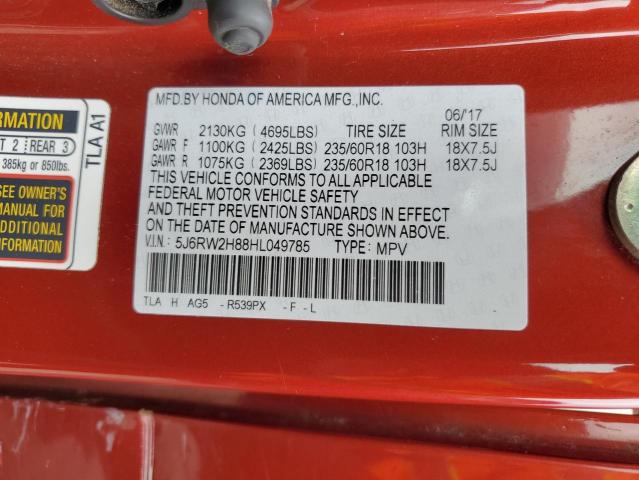 MFD.BY HONDA OF AMERICA MFG.,INC.
06/'17
GVWR 2130KG (4695LBS) TIRE SIZE RIM SIZE
GAWR F 1100KG (2425LBS) 235/60R18 103H 18X7.5J
GAWR R 1075KG (2369LBS) 235/60R18 103H 18X7.5J
THIS VEHICLE CONFORMS TO ALL APPLICABLE
FEDERAL MOTOR VEHICLE SAFETY
AND THEFT PREVENTION STANDARDS IN EFFECT
ON THE DATE OF MANUFACTURE SHOWN ABOVE.
V.I.N: 5J6RW2H88HL049785 TYPE: MPV
TLA H AG5 - R539PX - F - L
2 REAR 3
385kg or 850lbs.
SEE OWNER'S
MANUAL FOR
TLA A1